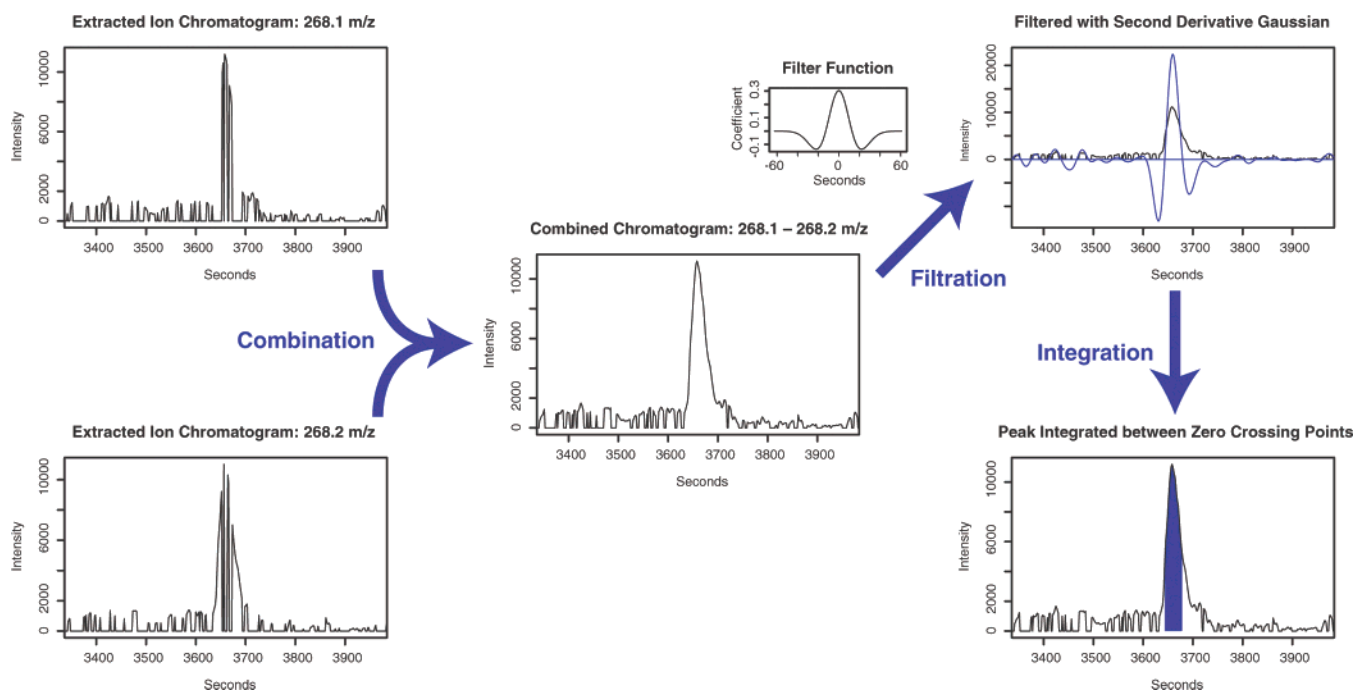 Extracted Ion Chromatogram: 268.1 m/z
Intensity
0 2000 6000 10000
3400 3500 3600 3700 3800 3900
Seconds
Combination
Extracted Ion Chromatogram: 268.2 m/z
Intensity
0 2000 6000 10000
3400 3500 3600 3700 3800 3900
Seconds
Combined Chromatogram: 268.1 – 268.2 m/z
Intensity
0 2000 6000 10000
3400 3500 3600 3700 3800 3900
Seconds
Filter Function
Coefficient
-0.1 0.1 0.3
-60 0 60
Seconds
Filtration
Filtered with Second Derivative Gaussian
Intensity
0 10000 20000
3400 3500 3600 3700 3800 3900
Integration
Peak Integrated between Zero Crossing Points
Intensity
0 2000 6000 10000
3400 3500 3600 3700 3800 3900
Seconds